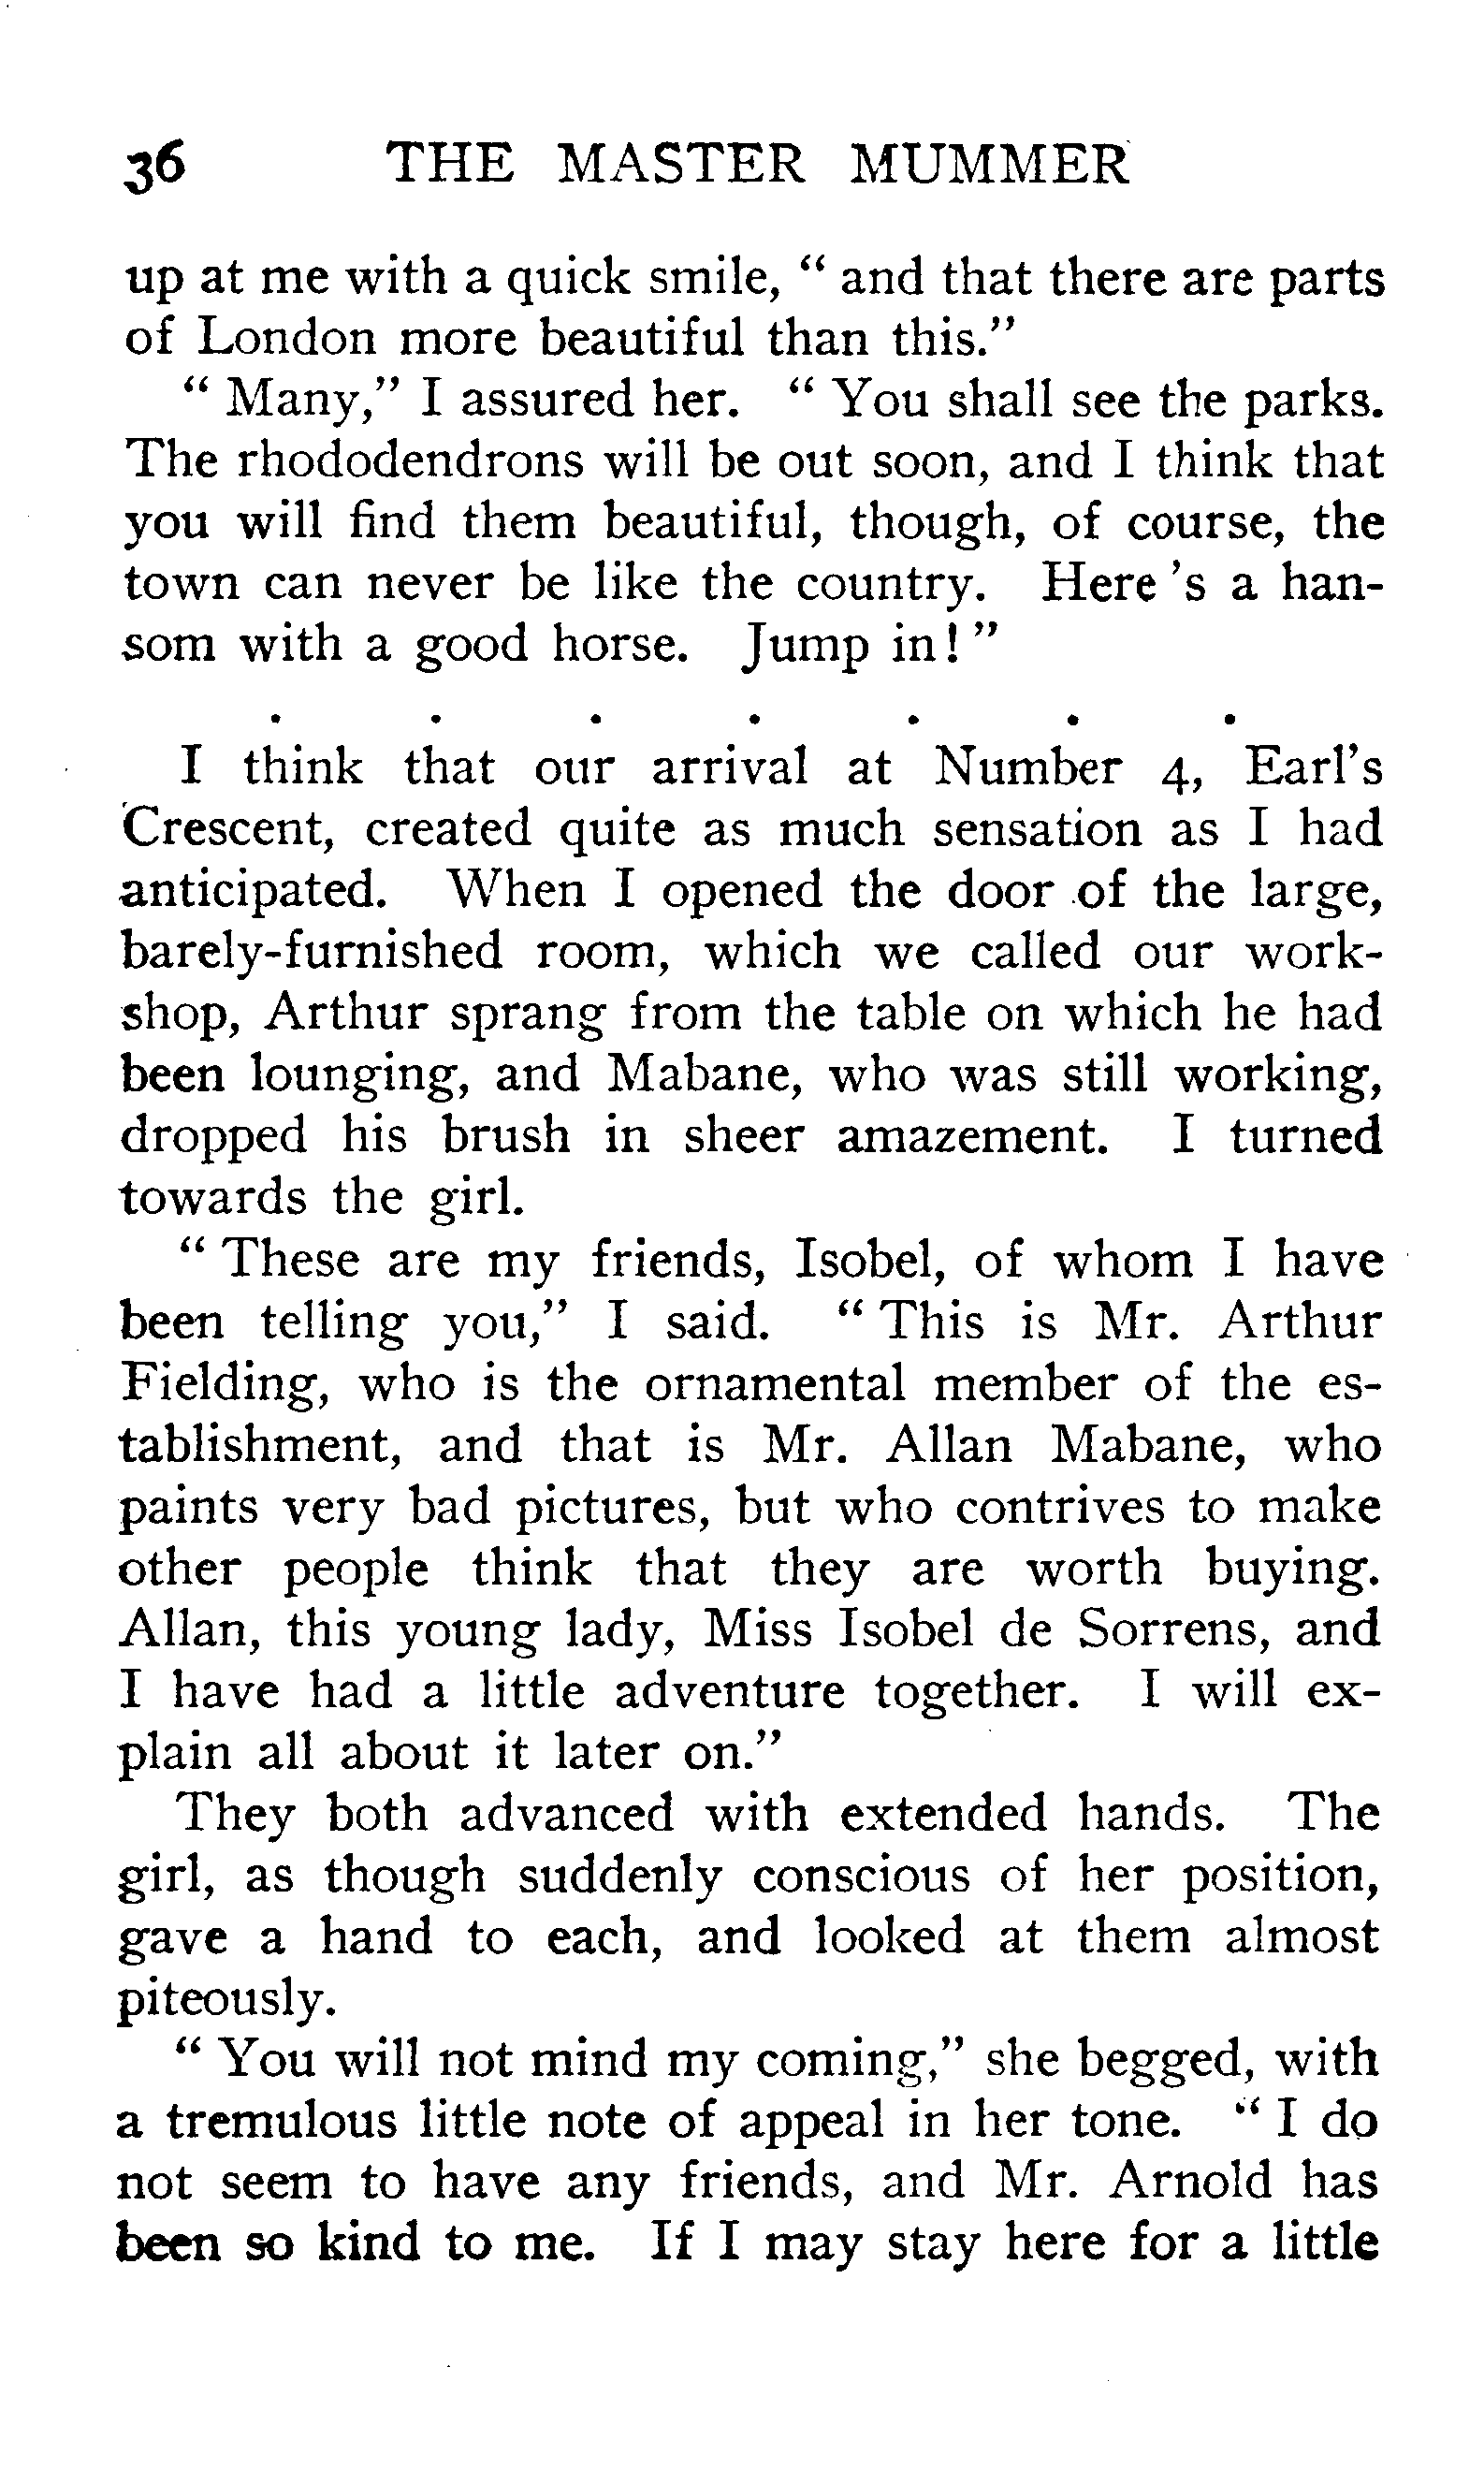 36 THE MASTER MUMMER
up at me with a quick smile, “ and that there are parts
of London more beautiful than this.”
“ Many,” I assured her. “ You shall see the parks.
The rhododendrons will be out soon, and I think that
you will find them beautiful, though, of course, the
town can never be like the country. Here 's a han-
som with a good horse. Jump in! ”
. . . . . . .
I think that our arrival at Number 4, Earl's
Crescent, created quite as much sensation as I had
anticipated. When I opened the door of the large,
barely-furnished room, which we called our work-
shop, Arthur sprang from the table on which he had
been lounging, and Mabane, who was still working,
dropped his brush in sheer amazement. I turned
towards the girl.
“ These are my friends, Isobel, of whom I have
been telling you,” I said. “ This is Mr. Arthur
Fielding, who is the ornamental member of the es-
tablishment, and that is Mr. Allan Mabane, who
paints very bad pictures, but who contrives to make
other people think that they are worth buying.
Allan, this young lady, Miss Isobel de Sorrens, and
I have had a little adventure together. I will ex-
plain all about it later on.”
They both advanced with extended hands. The
girl, as though suddenly conscious of her position,
gave a hand to each, and looked at them almost
piteously.
“ You will not mind my coming,” she begged, with
a tremulous little note of appeal in her tone. “ I do
not seem to have any friends, and Mr. Arnold has
been so kind to me. If I may stay here for a little